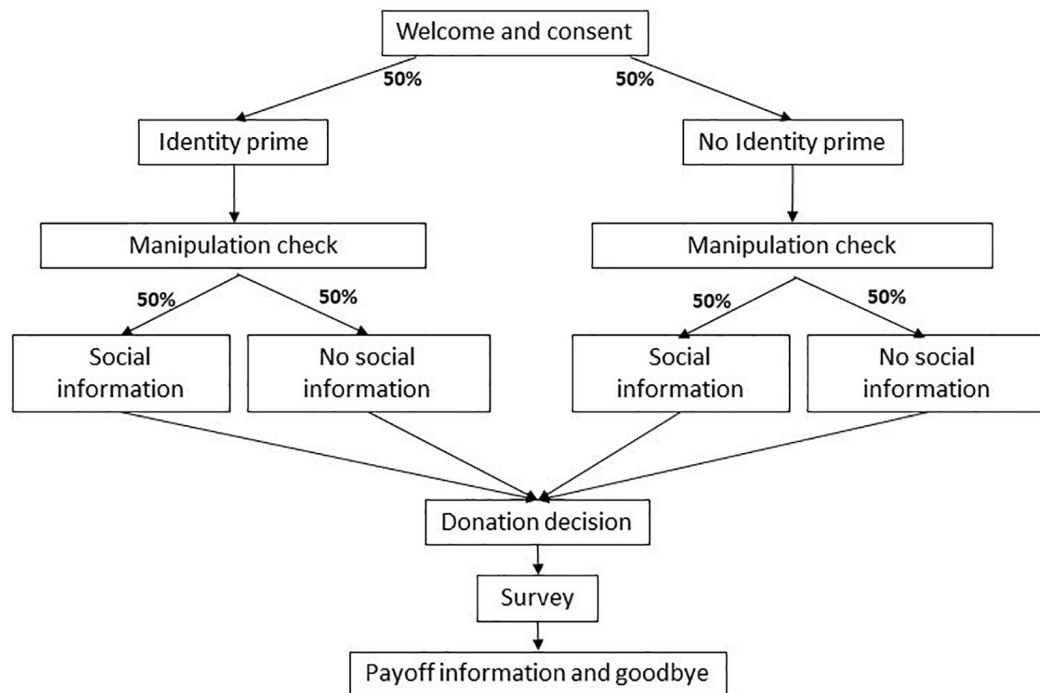 Welcome and consent
50%
50%
Identity prime
No Identity prime
Manipulation check
Manipulation check
50%
50%
50%
50%
Social
information
No social
information
Social
information
No social
information
Donation decision
Survey
Payoff information and goodbye